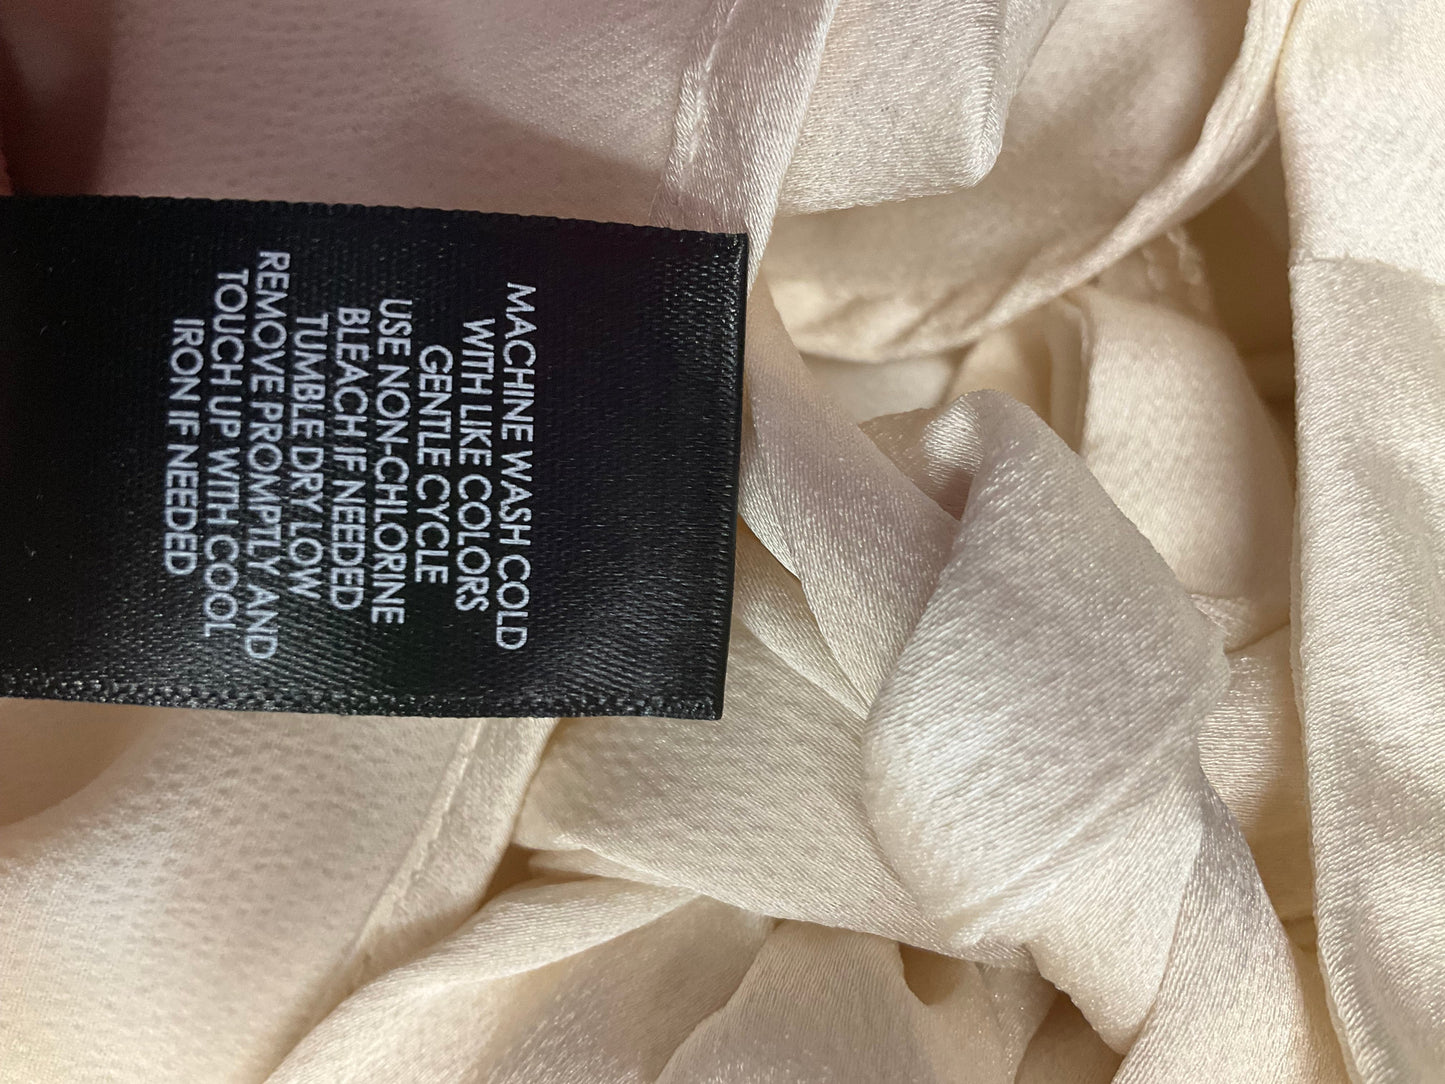 MACHINE WASH COLD
WITH LIKE COLORS
GENTLE CYCLE
USE NON-CHLORINE
BLEACH IF NEEDED
TUMBLE DRY LOW
REMOVE PROMPTLY AND
TOUCH UP WITH COOL
IRON IF NEEDED